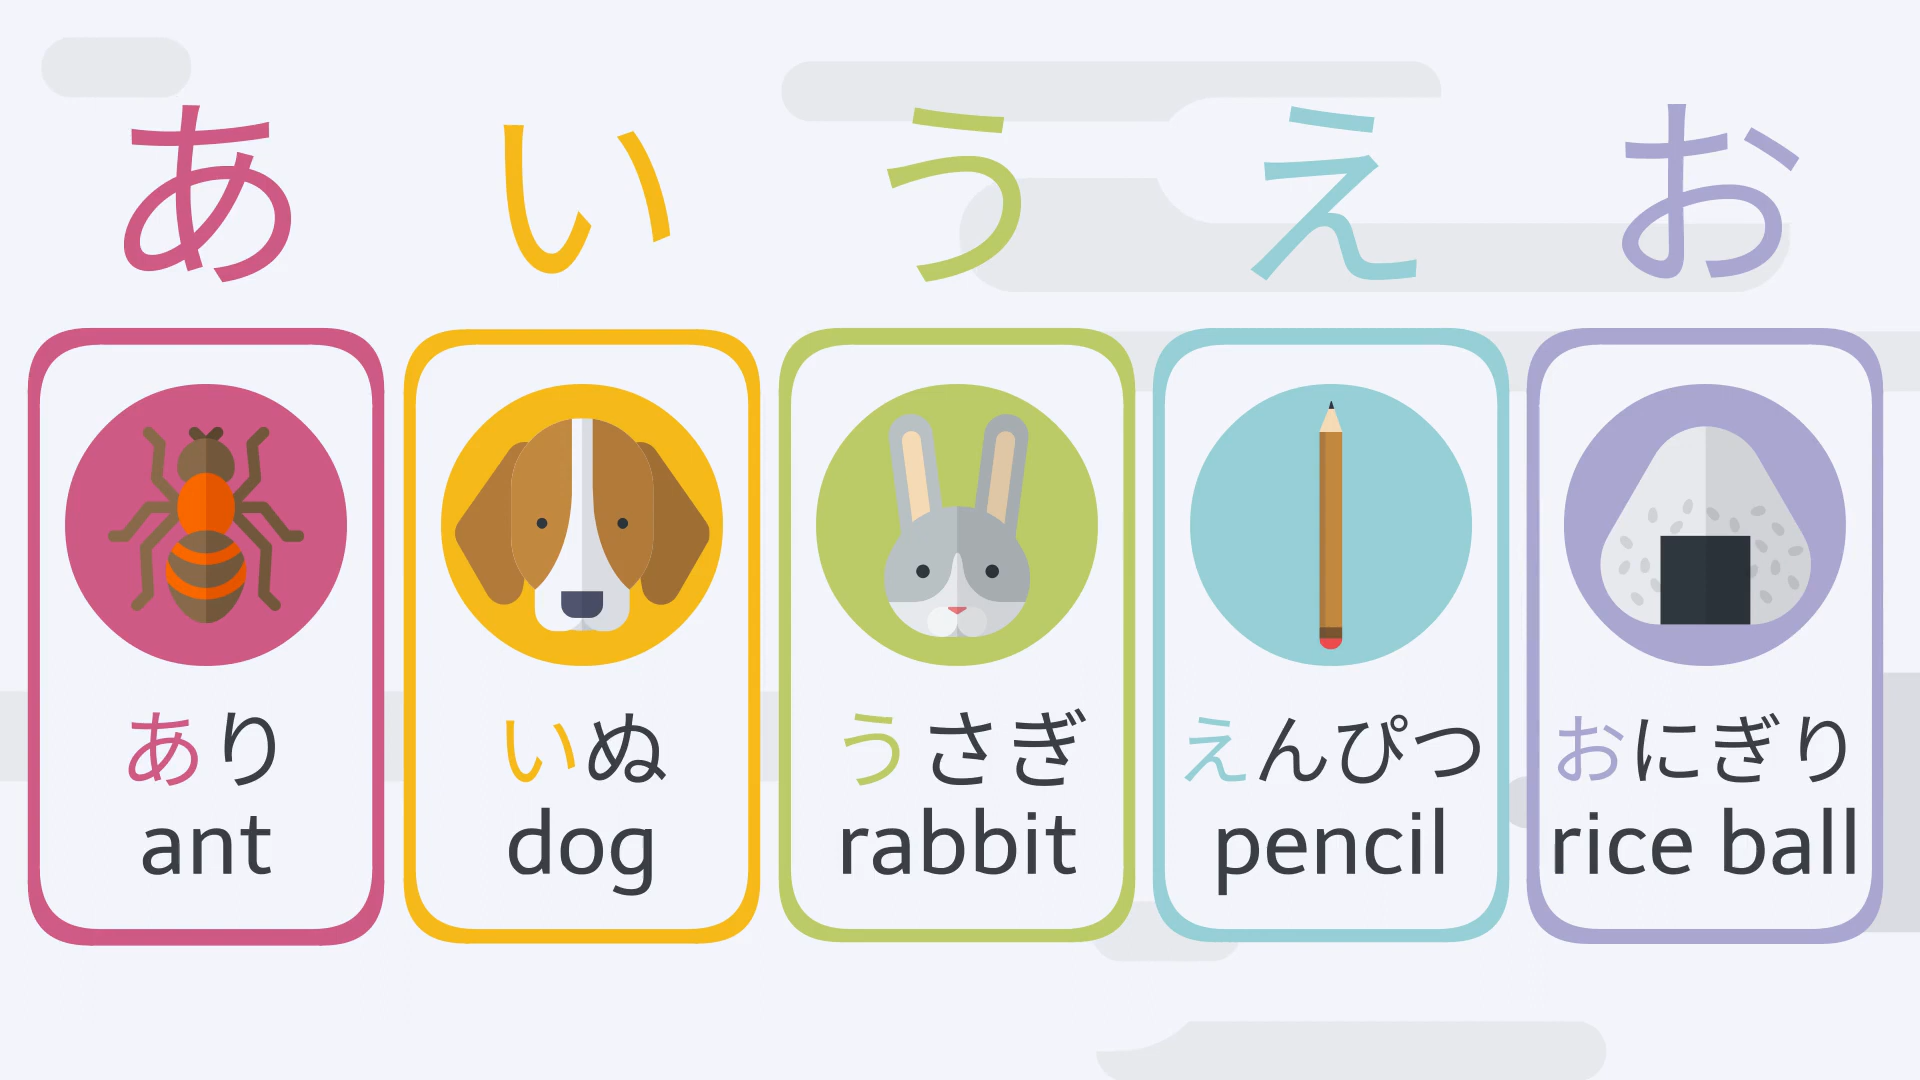 あ い う え お
あり
ant
いぬ
dog
うさぎ
rabbit
えんぴつ
pencil
おにぎり
rice ball